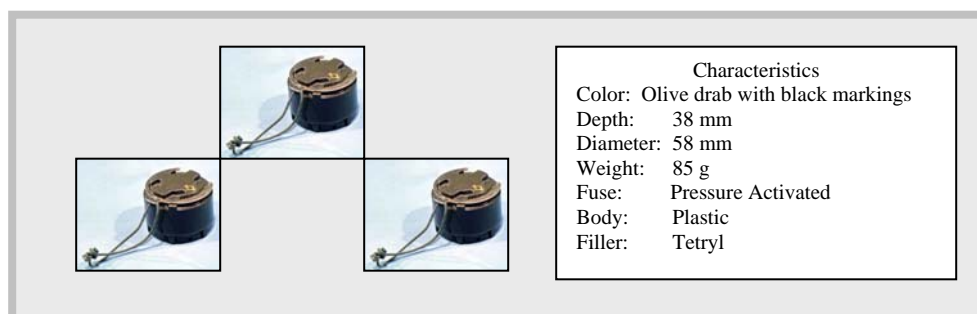 Characteristics
Color: Olive drab with black markings
Depth: 38 mm
Diameter: 58 mm
Weight: 85 g
Fuse: Pressure Activated
Body: Plastic
Filler: Tetryl